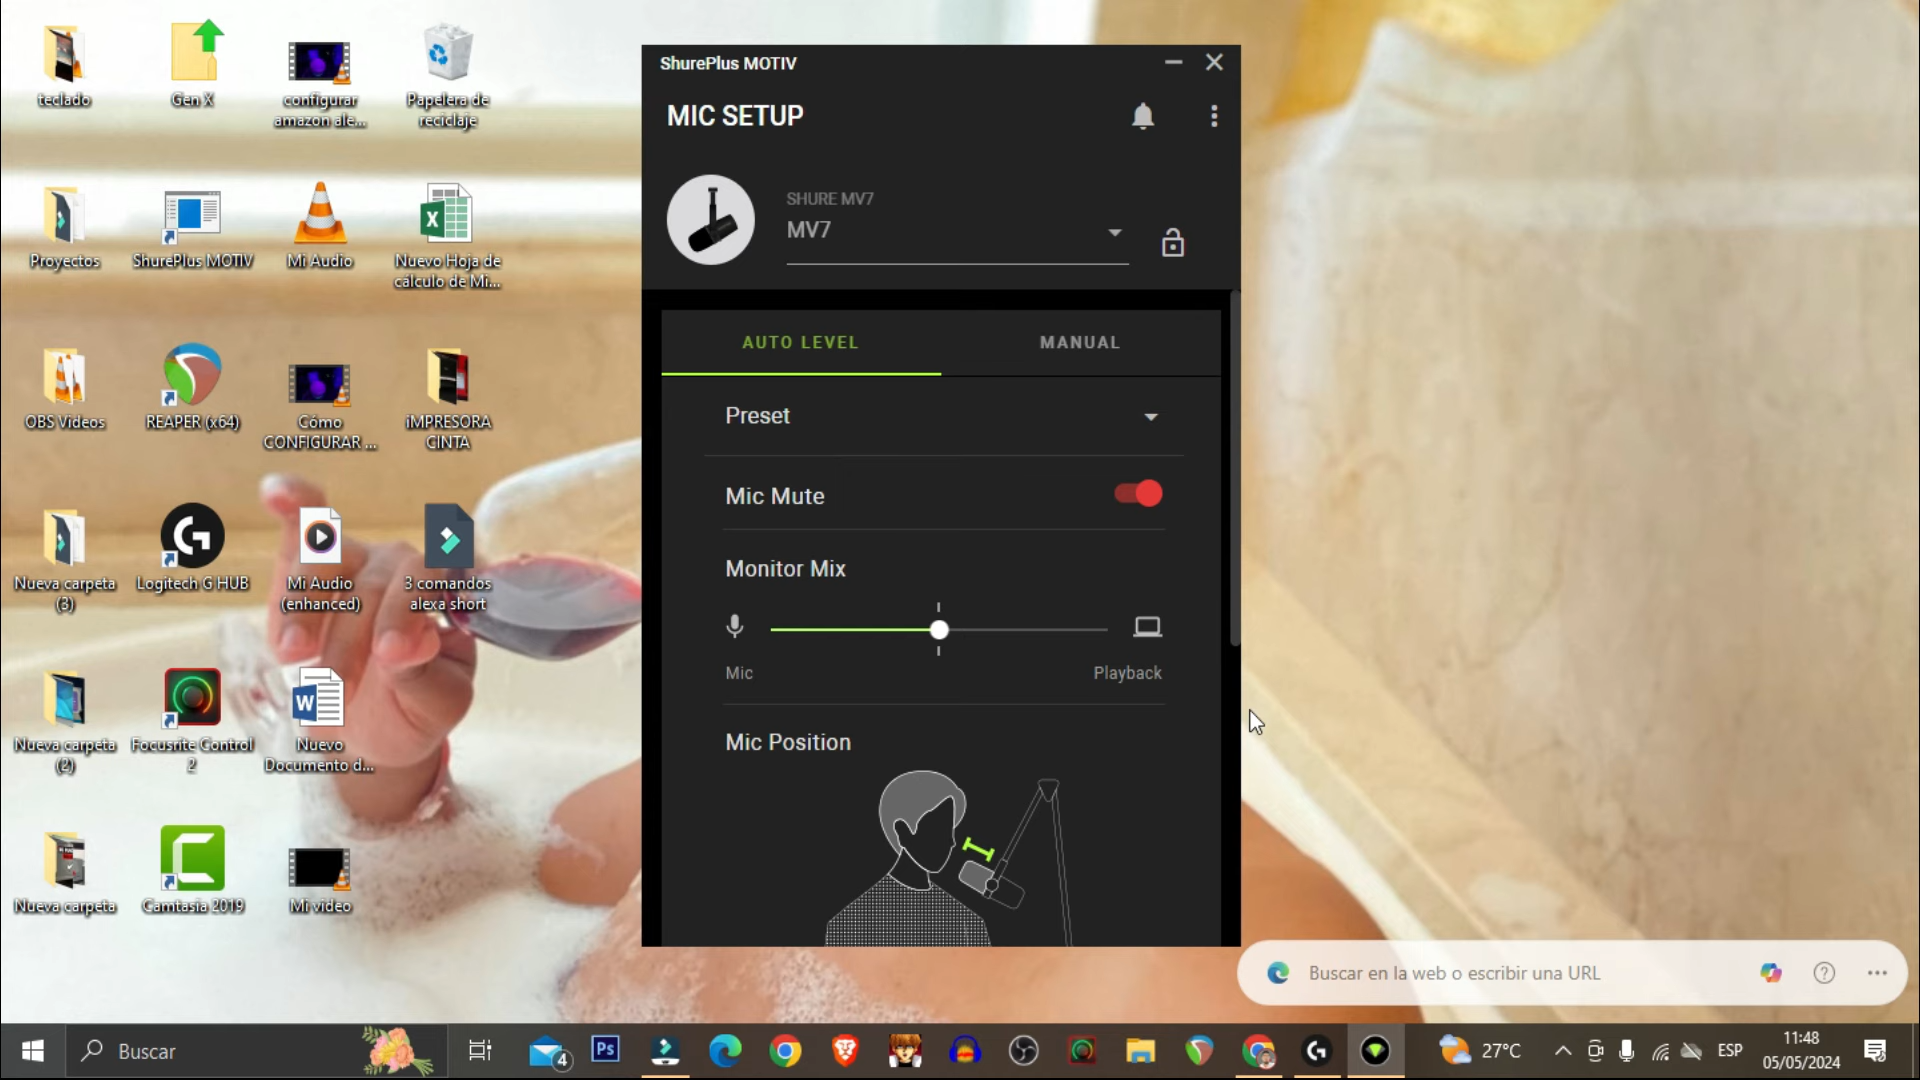 teclado
Gen X
configurar
amazon ale...
Papelera de
reciclaje
Proyectos
ShurePlus MOTIV
Mi Audio
Nuevo Hoja de
cálculo de Mi...
OBS Videos
REAPER (x64)
Cómo
CONFIGURAR ...
iMPRESORA
CINTA
Nueva carpeta
(3)
Logitech G HUB
Mi Audio
(enhanced)
3 comandos
alexa short
Nueva carpeta
(2)
Focusrite Control
2
Nuevo
Documento d...
Nueva carpeta
Camtasia 2019
Mi video
ShurePlus MOTIV
MIC SETUP
SHURE MV7
MV7
AUTO LEVEL
MANUAL
Preset
Mic Mute
Monitor Mix
Mic
Playback
Mic Position
Buscar en la web o escribir una URL
Buscar
4
Ps
27°C
ESP
11:48
05/05/2024